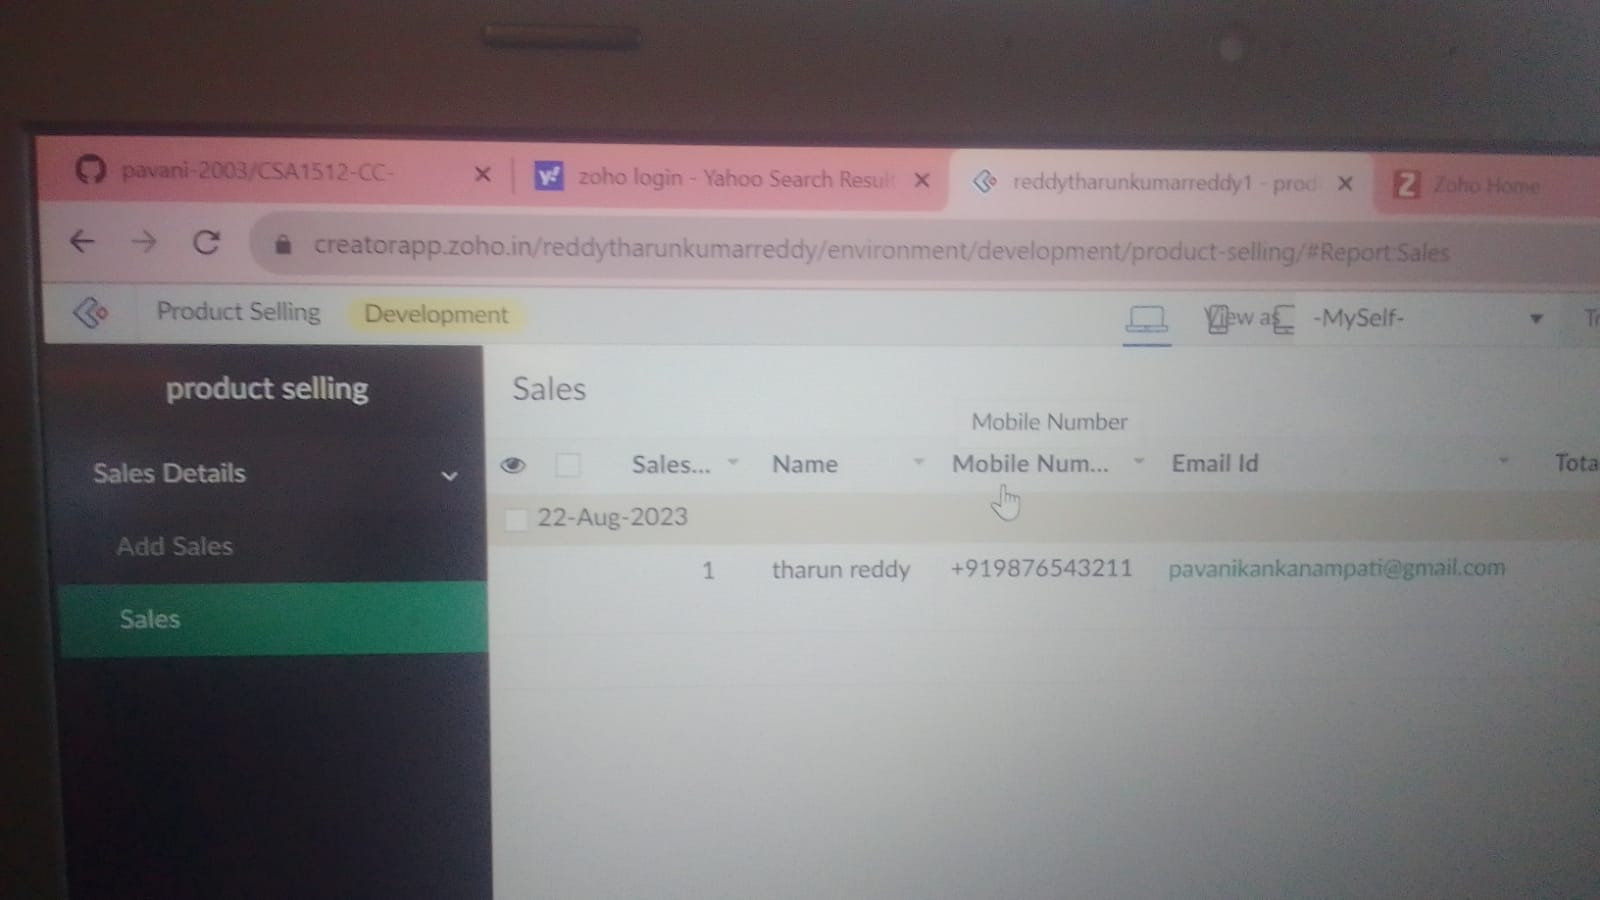 pavani-2003/CSA1512-CC-
zoho login - Yahoo Search Result
reddytharunkumarreddy1 - prod
Zoho Home
creatorapp.zoho.in/reddytharunkumarreddy/environment/development/product-selling/#Report:Sales
Product Selling Development View as -MySelf-
product selling
Sales Details
Add Sales
Sales
Sales
Mobile Number
Sales... Name Mobile Num... Email Id Tota
22-Aug-2023
1 tharun reddy +919876543211 pavanikankanampati@gmail.com